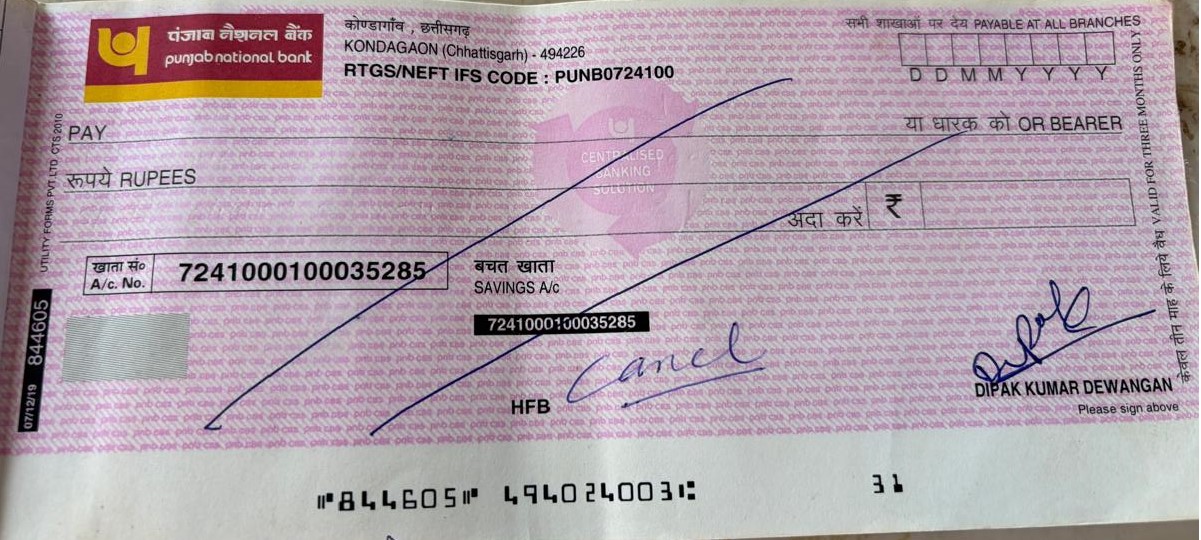 पंजाब नैशनल बैंक
punjab national bank
कोण्डागाँव , छत्तीसगढ़
KONDAGAON (Chhattisgarh) - 494226
RTGS/NEFT IFS CODE : PUNB0724100
सभी शाखाओं पर देय PAYABLE AT ALL BRANCHES
D D M M Y Y Y Y
PAY
या धारक को OR BEARER
रूपये RUPEES
CENTRALISED
BANKING
SOLUTION
अदा करें ₹
खाता सं०
A/c. No.
7241000100035285
बचत खाता
SAVINGS A/c
7241000100035285
Cancel
HFB
Dipak
DIPAK KUMAR DEWANGAN
Please sign above
UTILITY FORMS PVT. LTD. CTS 2010
07/12/19 844605
केवल तीन माह के लिये वैध VALID FOR THREE MONTHS ONLY
⑈844605⑈ 494024003⑆ 31